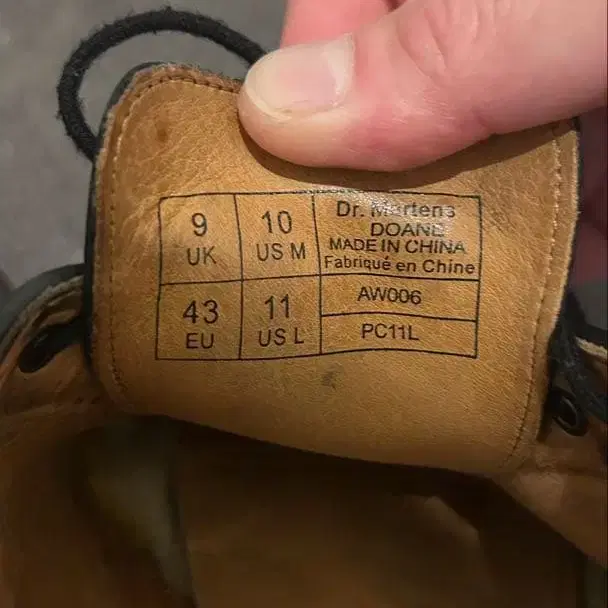 9
UK
10
US M
Dr. Martens
DOANE
MADE IN CHINA
Fabriqué en Chine
43
EU
11
US L
AW006
PC11L